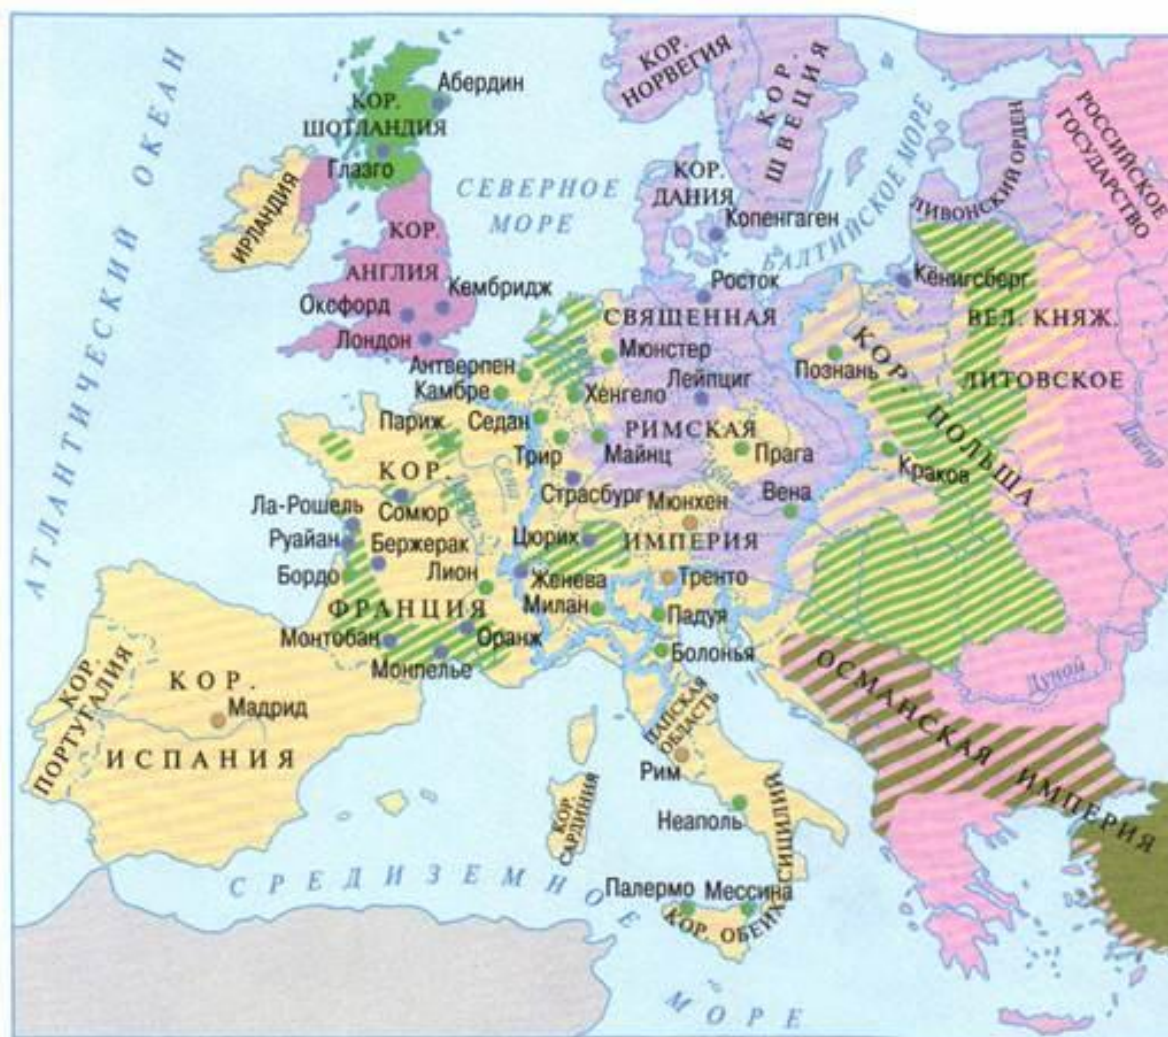 АТЛАНТИЧЕСКИЙ ОКЕАН
КОР.
НОРВЕГИЯ
КОР.
ШВЕЦИЯ
РОССИЙСКОЕ
ГОСУДАРСТВО
Абердин
КОР.
ШОТЛАНДИЯ
Глазго
ИРЛАНДИЯ
СЕВЕРНОЕ
МОРЕ
КОР.
ДАНИЯ
Копенгаген
БАЛТИЙСКОЕ МОРЕ
ЛИВОНСКИЙ ОРДЕН
КОР.
АНГЛИЯ
Кембридж
Оксфорд
Лондон
Росток
Кёнигсберг
СВЯЩЕННАЯ
ВЕЛ. КНЯЖ.
Антверпен
Мюнстер
Познань
КОР.
ЛИТОВСКОЕ
Камбре
Хенгело
Лейпциг
Париж
Седан
РИМСКАЯ
ПОЛЬША
Днепр
Трир
Майнц
Прага
Краков
КОР.
Сена
Страсбург
Мюнхен
Вена
Ла-Рошель
Сомюр
Руайан
Бержерак
Цюрих
ИМПЕРИЯ
Бордо
Лион
Женева
Тренто
ФРАНЦИЯ
Милан
Падуя
Монтобан
Оранж
Монпелье
Болонья
КОР.
ПОРТУГАЛИЯ
КОР.
Мадрид
ИСПАНИЯ
ПАПСКАЯ
ОБЛАСТЬ
Рим
ОСМАНСКАЯ ИМПЕРИЯ
Дунай
КОР.
САРДИНИЯ
Неаполь
Палермо
Мессина
КОР. ОБЕИХ СИЦИЛИЙ
СРЕДИЗЕМНОЕ
МОРЕ